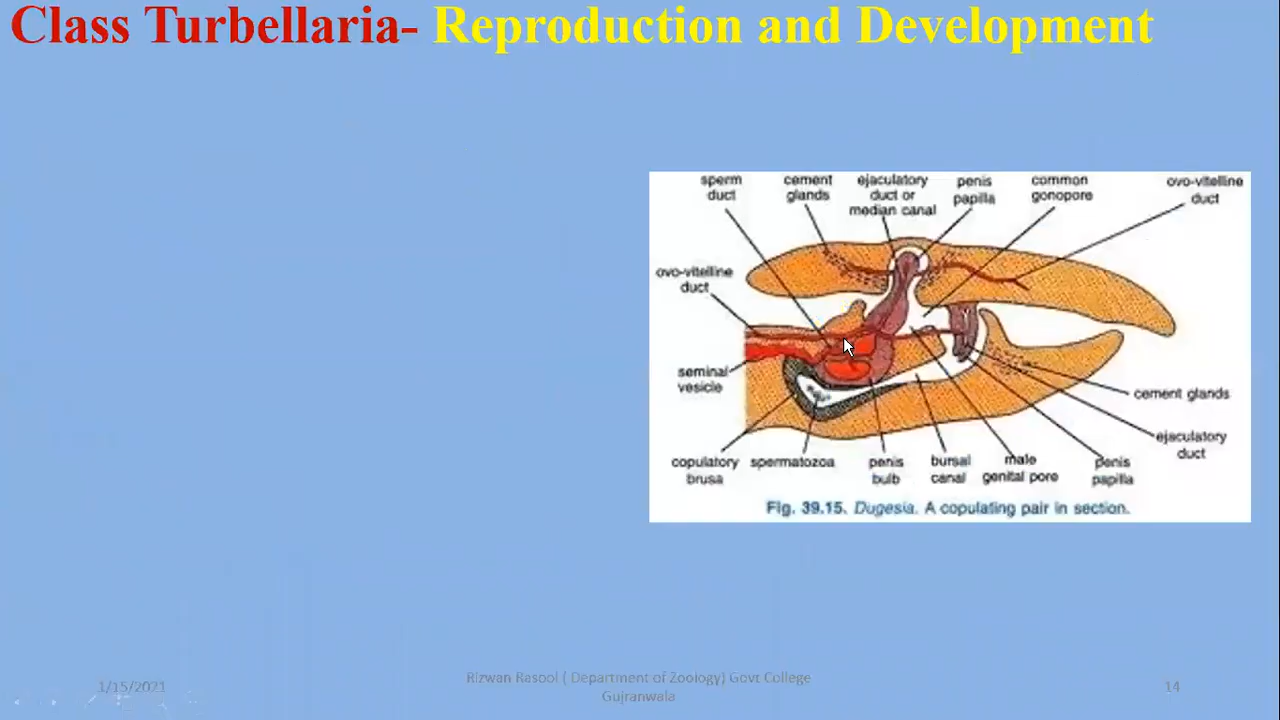 Class Turbellaria- Reproduction and Development
sperm
duct
cement
glands
ejaculatory
duct or
median canal
penis
papilla
common
gonopore
ovo-vitelline
duct
ovo-vitelline
duct
seminal
vesicle
cement glands
ejaculatory
duct
copulatory
brusa
spermatozoa
penis
bulb
bursal
canal
male
genital pore
penis
papilla
Fig. 39.15. Dugesia. A copulating pair in section.
1/15/2021
Rizwan Rasool ( Department of Zoology) Govt College
Gujranwala
14